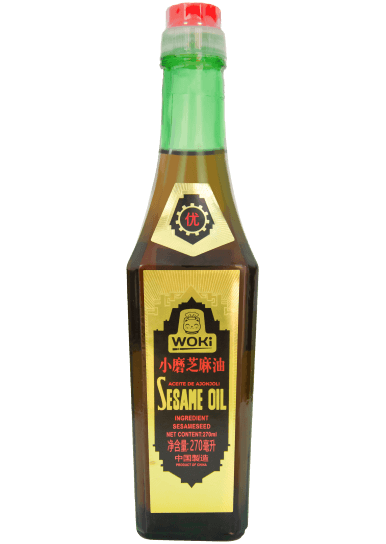 优
WOKi
小磨芝麻油
ACEITE DE AJONJOLI
SESAME OIL
INGREDIENT
SESAMESEED
NET CONTENT:270ml
净含量:270毫升
中国製造
PRODUCT OF CHINA